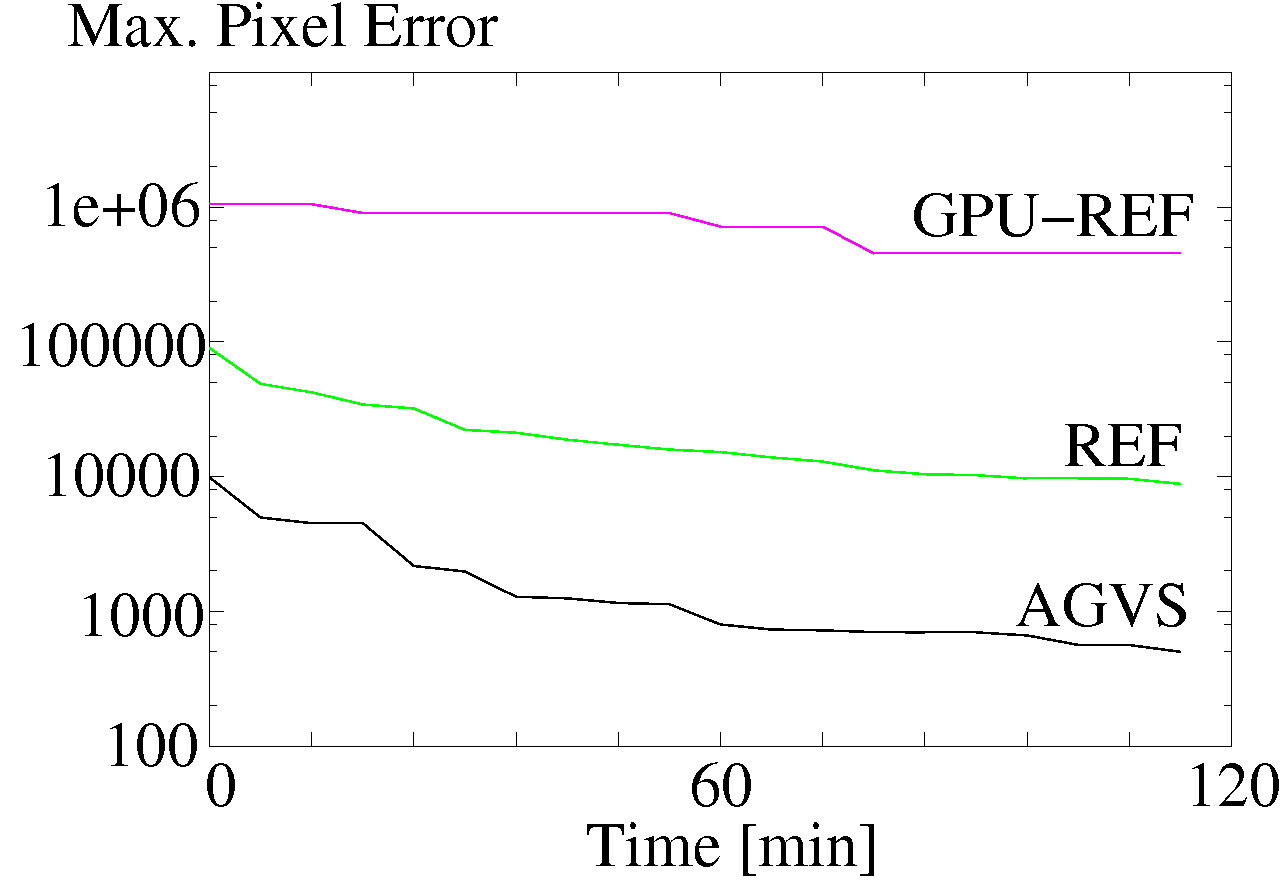 Max. Pixel Error
1e+06
GPU−REF
100000
REF
10000
AGVS
1000
100
0 60 120
Time [min]